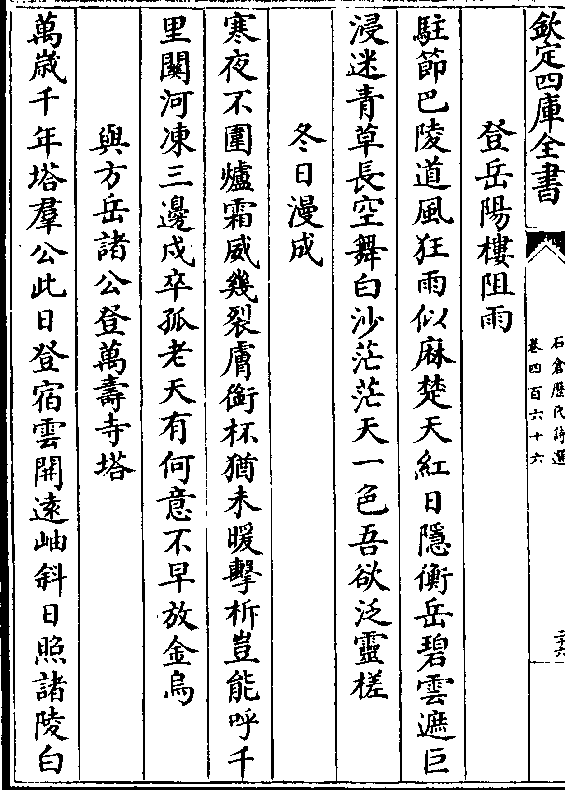 欽定四庫全書
石倉歷代詩選
卷四百六十六
二十六
登岳陽樓阻雨
駐節巴陵道風狂雨似麻楚天紅日隱衡岳碧雲遮巨
浸迷青草長空舞白沙茫茫天一色吾欲泛靈槎
冬日漫成
寒夜不圍爐霜威幾裂膚銜杯猶未暖擊柝豈能呼千
里關河凍三邊戍卒孤老天有何意不早放金烏
與方岳諸公登萬壽寺塔
萬歲千年塔羣公此日登宿雲開遠岫斜日照諸陵白